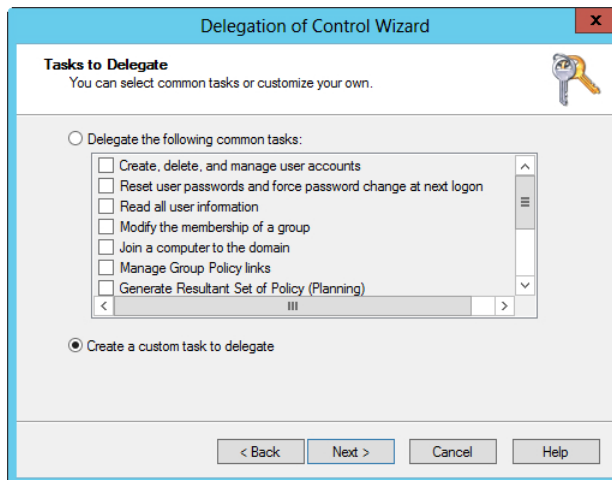 Delegation of Control Wizard
x
Tasks to Delegate
You can select common tasks or customize your own.
Delegate the following common tasks:
Create, delete, and manage user accounts
Reset user passwords and force password change at next logon
Read all user information
Modify the membership of a group
Join a computer to the domain
Manage Group Policy links
Generate Resultant Set of Policy (Planning)
Create a custom task to delegate
< Back Next > Cancel Help